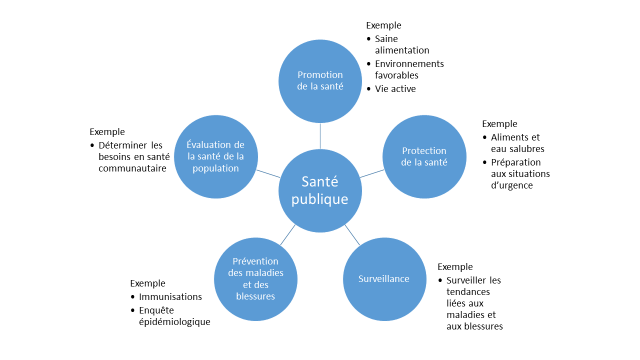 Exemple
• Saine
alimentation
• Environnements
favorables
• Vie active
Promotion
de la santé
Exemple
• Aliments et
eau salubres
• Préparation
aux situations
d'urgence
Protection
de la santé
Exemple
• Déterminer les
besoins en santé
communautaire
Évaluation de
la santé de la
population
Santé
publique
Prévention
des maladies
et des
blessures
Exemple
• Immunisations
• Enquête
épidémiologique
Surveillance
Exemple
• Surveiller les
tendances
liées aux
maladies et
aux blessures